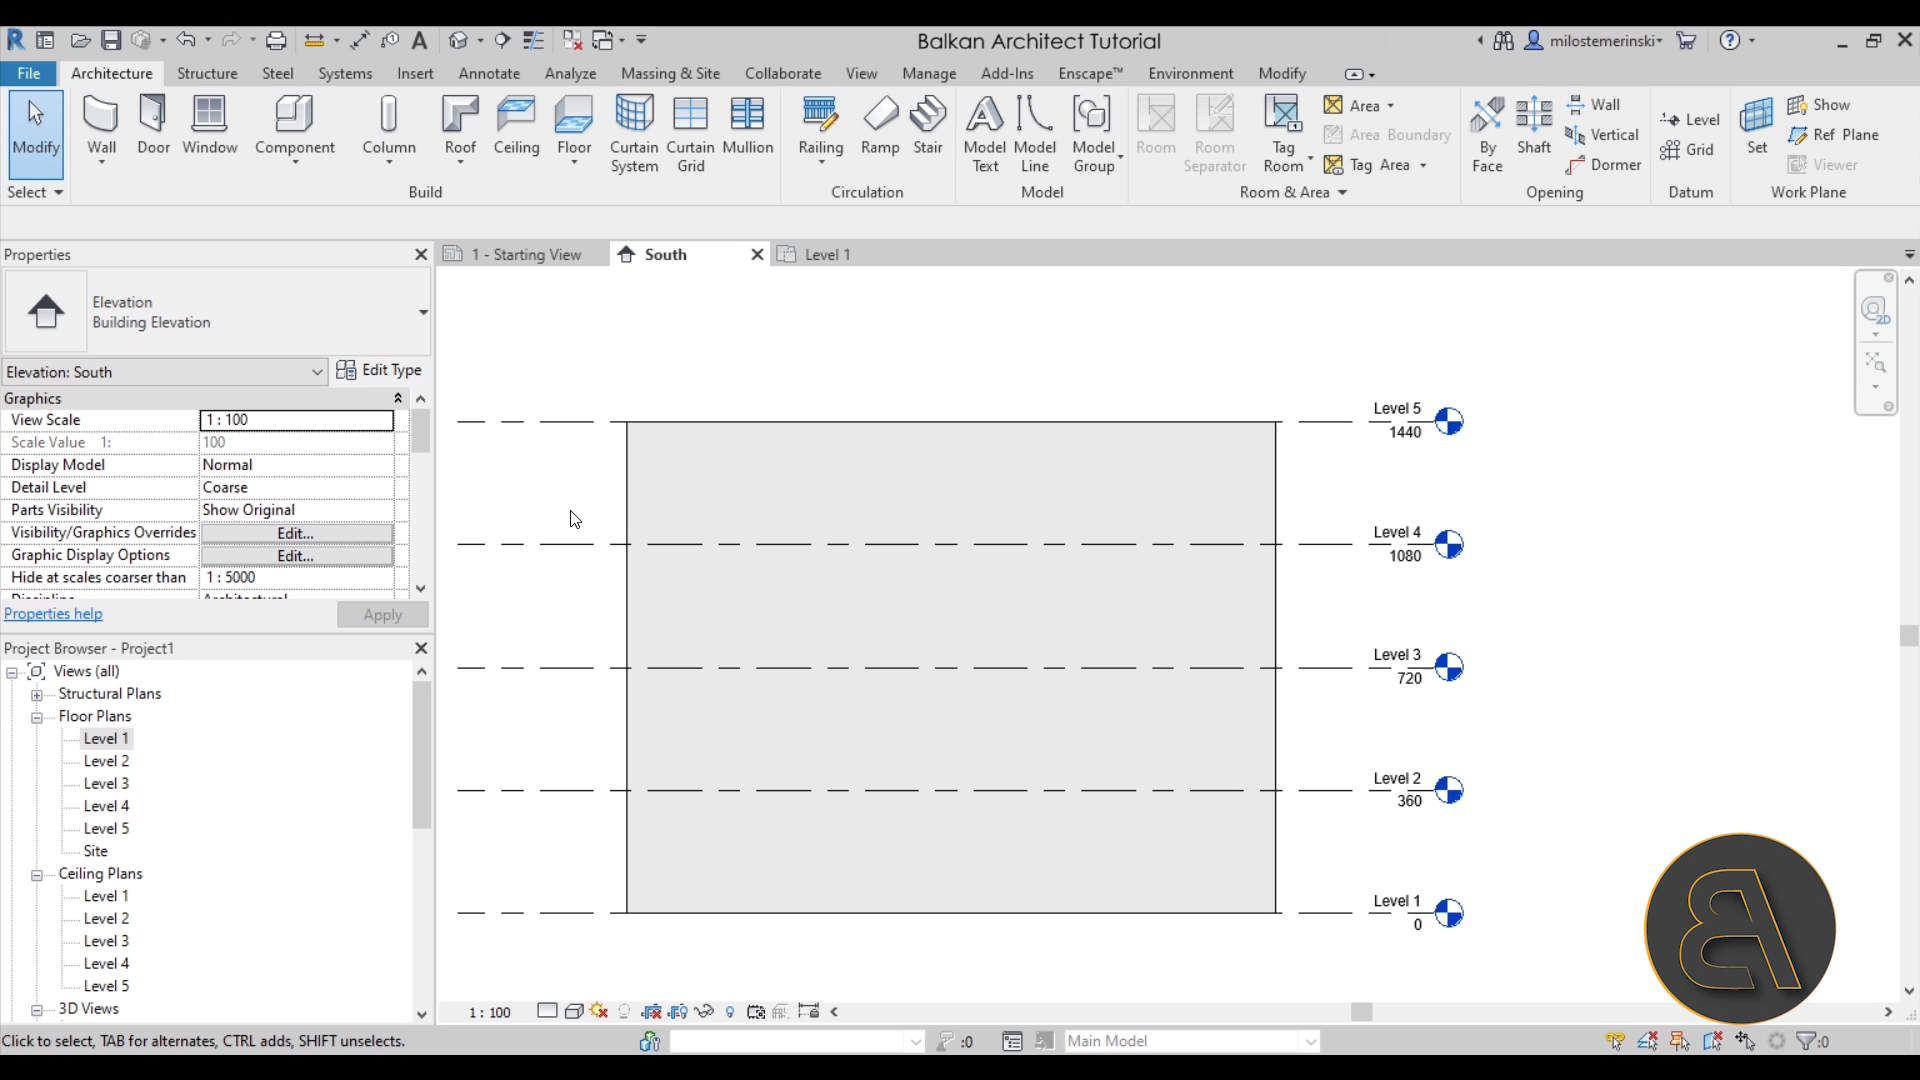 Balkan Architect Tutorial
milostemerinski
File Architecture Structure Steel Systems Insert Annotate Analyze Massing & Site Collaborate View Manage Add-Ins Enscape™ Environment Modify
Modify
Wall
Door
Window
Component
Column
Roof
Ceiling
Floor
Curtain
System
Curtain
Grid
Mullion
Railing
Ramp
Stair
Model
Text
Model
Line
Model
Group
Room
Room
Separator
Tag
Room
Area
Area Boundary
Tag Area
By
Face
Shaft
Wall
Vertical
Dormer
Level
Grid
Set
Show
Ref Plane
Viewer
Select
Build
Circulation
Model
Room & Area
Opening
Datum
Work Plane
Properties
1 - Starting View
South
Level 1
Elevation
Building Elevation
Elevation: South
Edit Type
Graphics
View Scale 1 : 100
Scale Value 1: 100
Display Model Normal
Detail Level Coarse
Parts Visibility Show Original
Visibility/Graphics Overrides Edit...
Graphic Display Options Edit...
Hide at scales coarser than 1 : 5000
Discipline Architectural
Properties help
Apply
Project Browser - Project1
Views (all)
Structural Plans
Floor Plans
Level 1
Level 2
Level 3
Level 4
Level 5
Site
Ceiling Plans
Level 1
Level 2
Level 3
Level 4
Level 5
3D Views
2D
Level 5
1440
Level 4
1080
Level 3
720
Level 2
360
Level 1
0
1 : 100
Click to select, TAB for alternates, CTRL adds, SHIFT unselects.
:0
Main Model
:0